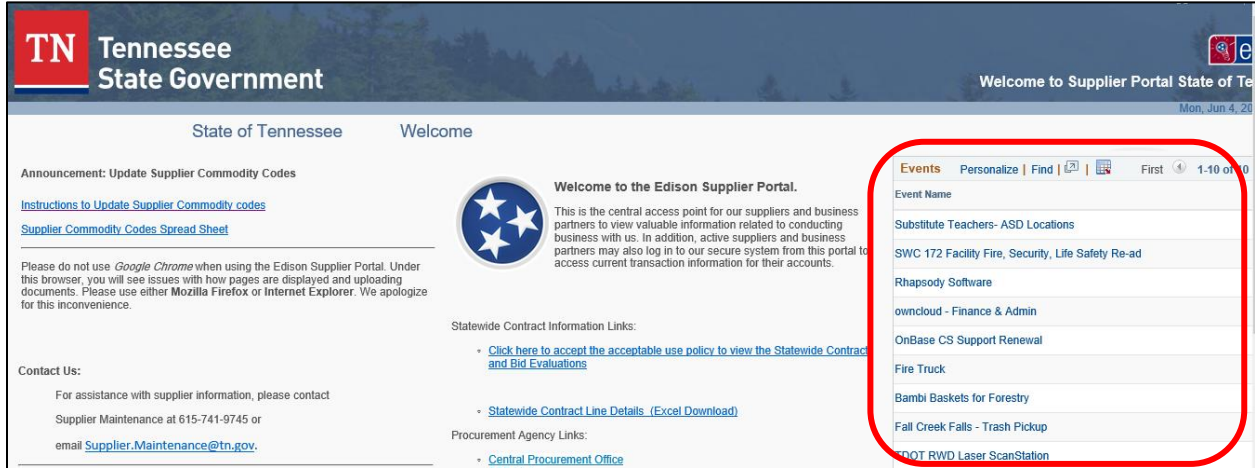 TN Tennessee
State Government
Welcome to Supplier Portal State of
Mon, Jun 4,
State of Tennessee Welcome
Announcement: Update Supplier Commodity Codes
Instructions to Update Supplier Commodity codes
Supplier Commodity Codes Spread Sheet
Please do not use Google Chrome when using the Edison Supplier Portal. Under
this browser, you will see issues with how pages are displayed and uploading
documents. Please use either Mozilla Firefox or Internet Explorer. We apologize
for this inconvenience.
Contact Us:
For assistance with supplier information, please contact
Supplier Maintenance at 615-741-9745 or
email Supplier.Maintenance@tn.gov.
Welcome to the Edison Supplier Portal.
This is the central access point for our suppliers and business
partners to view valuable information related to conducting
business with us. In addition, active suppliers and business
partners may also log in to our secure system from this portal to
access current transaction information for their accounts.
Statewide Contract Information Links:
Click here to accept the acceptable use policy to view the Statewide Contract
and Bid Evaluations
Statewide Contract Line Details (Excel Download)
Procurement Agency Links:
Central Procurement Office
Events Personalize | Find | | First 1-10 of 10
Event Name
Substitute Teachers- ASD Locations
SWC 172 Facility Fire, Security, Life Safety Re-ad
Rhapsody Software
owncloud - Finance & Admin
OnBase CS Support Renewal
Fire Truck
Bambi Baskets for Forestry
Fall Creek Falls - Trash Pickup
TDOT RWD Laser ScanStation